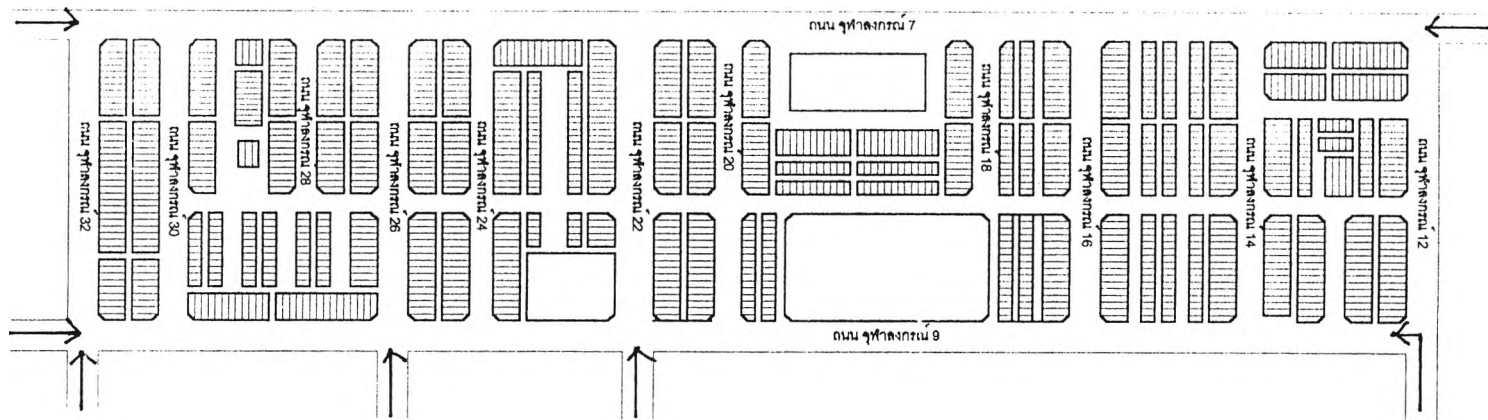 ถนน จุฬาลงกรณ์ 7
ถนน จุฬาลงกรณ์ 32
ถนน จุฬาลงกรณ์ 30
ถนน จุฬาลงกรณ์ 28
ถนน จุฬาลงกรณ์ 26
ถนน จุฬาลงกรณ์ 24
ถนน จุฬาลงกรณ์ 22
ถนน จุฬาลงกรณ์ 20
ถนน จุฬาลงกรณ์ 18
ถนน จุฬาลงกรณ์ 16
ถนน จุฬาลงกรณ์ 14
ถนน จุฬาลงกรณ์ 12
ถนน จุฬาลงกรณ์ 9